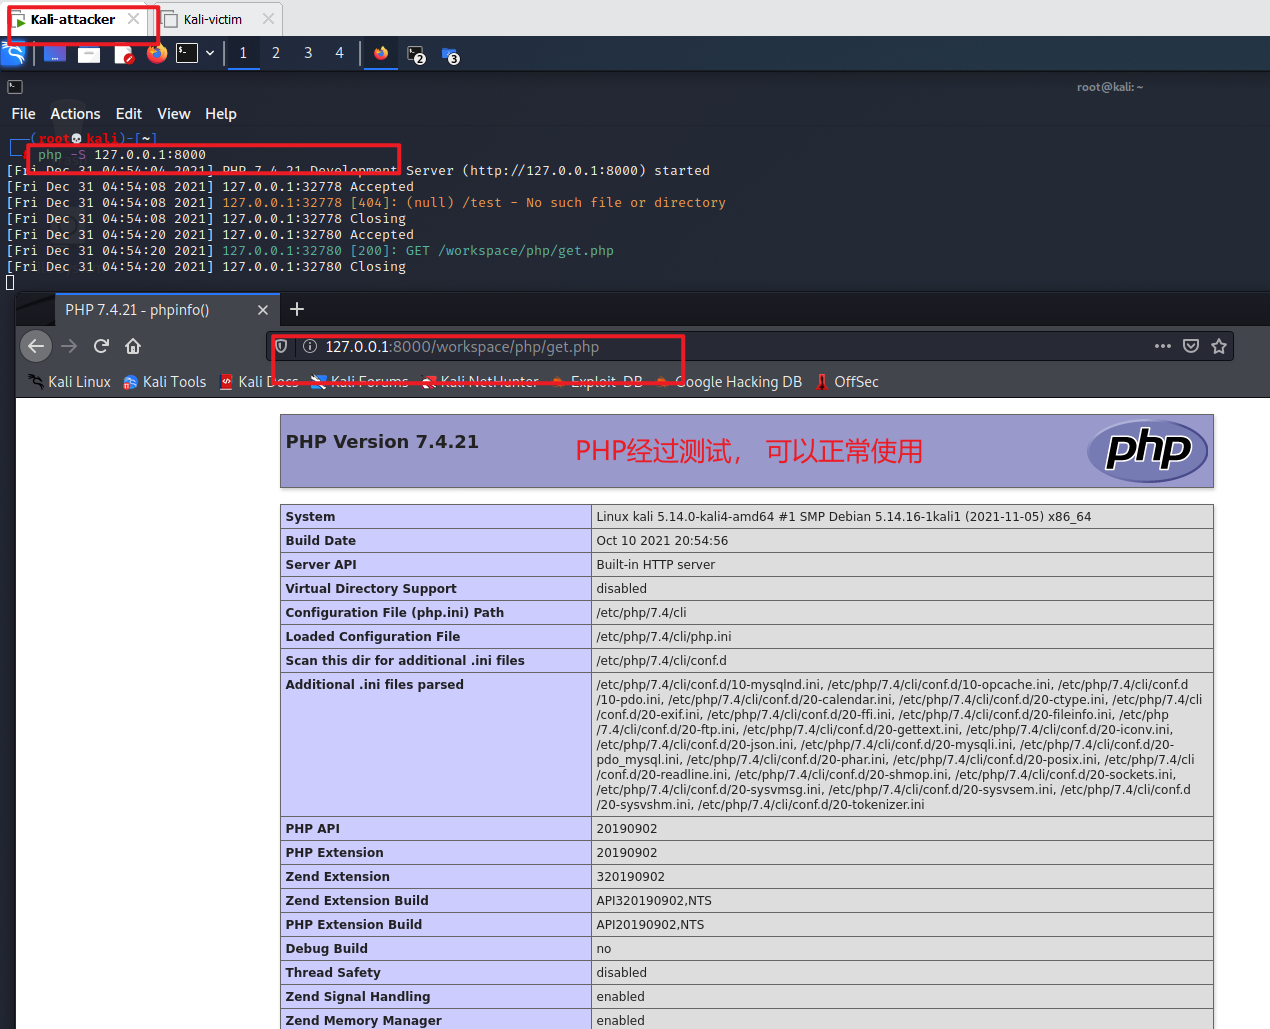 Kali-attacker Kali-victim
1 2 3 4 2 3
root@kali: ~
File Actions Edit View Help
(root kali)-[~]
php -S 127.0.0.1:8000
[Fri Dec 31 04:54:04 2021] PHP 7.4.21 Development Server (http://127.0.0.1:8000) started
[Fri Dec 31 04:54:08 2021] 127.0.0.1:32778 Accepted
[Fri Dec 31 04:54:08 2021] 127.0.0.1:32778 [404]: (null) /test - No such file or directory
[Fri Dec 31 04:54:08 2021] 127.0.0.1:32778 Closing
[Fri Dec 31 04:54:20 2021] 127.0.0.1:32780 Accepted
[Fri Dec 31 04:54:20 2021] 127.0.0.1:32780 [200]: GET /workspace/php/get.php
[Fri Dec 31 04:54:20 2021] 127.0.0.1:32780 Closing
PHP 7.4.21 - phpinfo()
127.0.0.1:8000/workspace/php/get.php
Kali Linux Kali Tools Kali Docs Kali Forums Kali NetHunter Exploit-DB Google Hacking DB OffSec
PHP Version 7.4.21 PHP经过测试， 可以正常使用 php
System Linux kali 5.14.0-kali4-amd64 #1 SMP Debian 5.14.16-1kali1 (2021-11-05) x86_64
Build Date Oct 10 2021 20:54:56
Server API Built-in HTTP server
Virtual Directory Support disabled
Configuration File (php.ini) Path /etc/php/7.4/cli
Loaded Configuration File /etc/php/7.4/cli/php.ini
Scan this dir for additional .ini files /etc/php/7.4/cli/conf.d
Additional .ini files parsed /etc/php/7.4/cli/conf.d/10-mysqlnd.ini, /etc/php/7.4/cli/conf.d/10-opcache.ini, /etc/php/7.4/cli/conf.d
/10-pdo.ini, /etc/php/7.4/cli/conf.d/20-calendar.ini, /etc/php/7.4/cli/conf.d/20-ctype.ini, /etc/php/7.4/cli
/conf.d/20-exif.ini, /etc/php/7.4/cli/conf.d/20-ffi.ini, /etc/php/7.4/cli/conf.d/20-fileinfo.ini, /etc/php
/7.4/cli/conf.d/20-ftp.ini, /etc/php/7.4/cli/conf.d/20-gettext.ini, /etc/php/7.4/cli/conf.d/20-iconv.ini,
/etc/php/7.4/cli/conf.d/20-json.ini, /etc/php/7.4/cli/conf.d/20-mysqli.ini, /etc/php/7.4/cli/conf.d/20-
pdo_mysql.ini, /etc/php/7.4/cli/conf.d/20-phar.ini, /etc/php/7.4/cli/conf.d/20-posix.ini, /etc/php/7.4/cli
/conf.d/20-readline.ini, /etc/php/7.4/cli/conf.d/20-shmop.ini, /etc/php/7.4/cli/conf.d/20-sockets.ini,
/etc/php/7.4/cli/conf.d/20-sysvmsg.ini, /etc/php/7.4/cli/conf.d/20-sysvsem.ini, /etc/php/7.4/cli/conf.d
/20-sysvshm.ini, /etc/php/7.4/cli/conf.d/20-tokenizer.ini
PHP API 20190902
PHP Extension 20190902
Zend Extension 320190902
Zend Extension Build API320190902,NTS
PHP Extension Build API20190902,NTS
Debug Build no
Thread Safety disabled
Zend Signal Handling enabled
Zend Memory Manager enabled